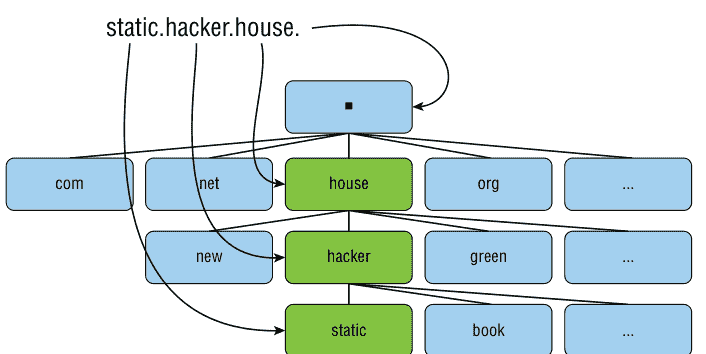 static.hacker.house.
.
com net house org ...
new hacker green ...
static book ...